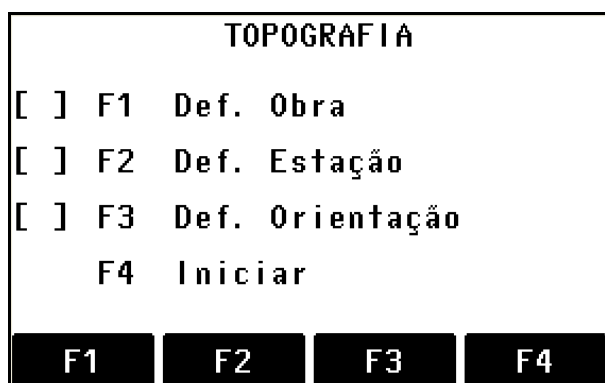 TOPOGRAFIA
[ ] F1 Def. Obra
[ ] F2 Def. Estação
[ ] F3 Def. Orientação
F4 Iniciar
F1 F2 F3 F4